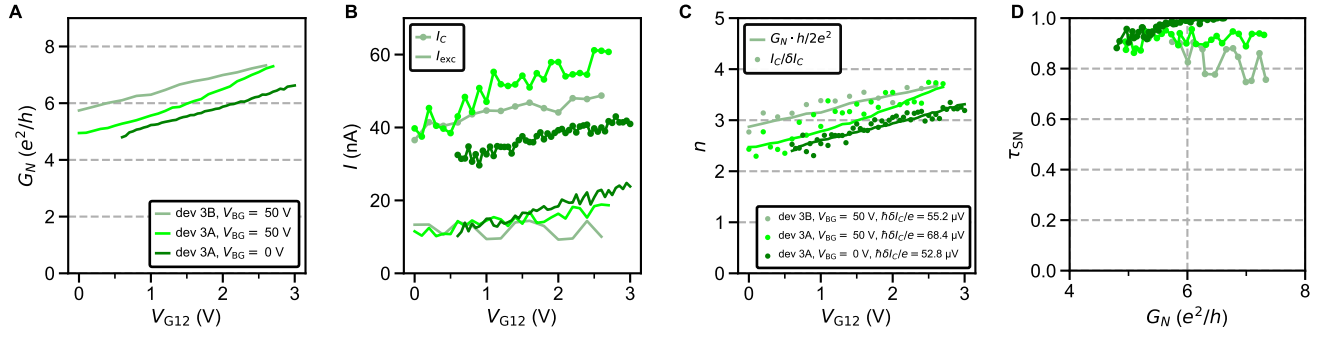 A
G_N (e²/h)
8
6
4
2
0
dev 3B, V_BG = 50 V
dev 3A, V_BG = 50 V
dev 3A, V_BG = 0 V
0 1 2 3
V_G12 (V)
B
I (nA)
60
40
20
0
I_C
I_exc
0 1 2 3
V_G12 (V)
C
n
5
4
3
2
1
0
G_N · h/2e²
I_C/δI_C
dev 3B, V_BG = 50 V, ℏδI_C/e = 55.2 μV
dev 3A, V_BG = 50 V, ℏδI_C/e = 68.4 μV
dev 3A, V_BG = 0 V, ℏδI_C/e = 52.8 μV
0 1 2 3
V_G12 (V)
D
τ_SN
1.0
0.8
0.6
0.4
0.2
0.0
4 6 8
G_N (e²/h)